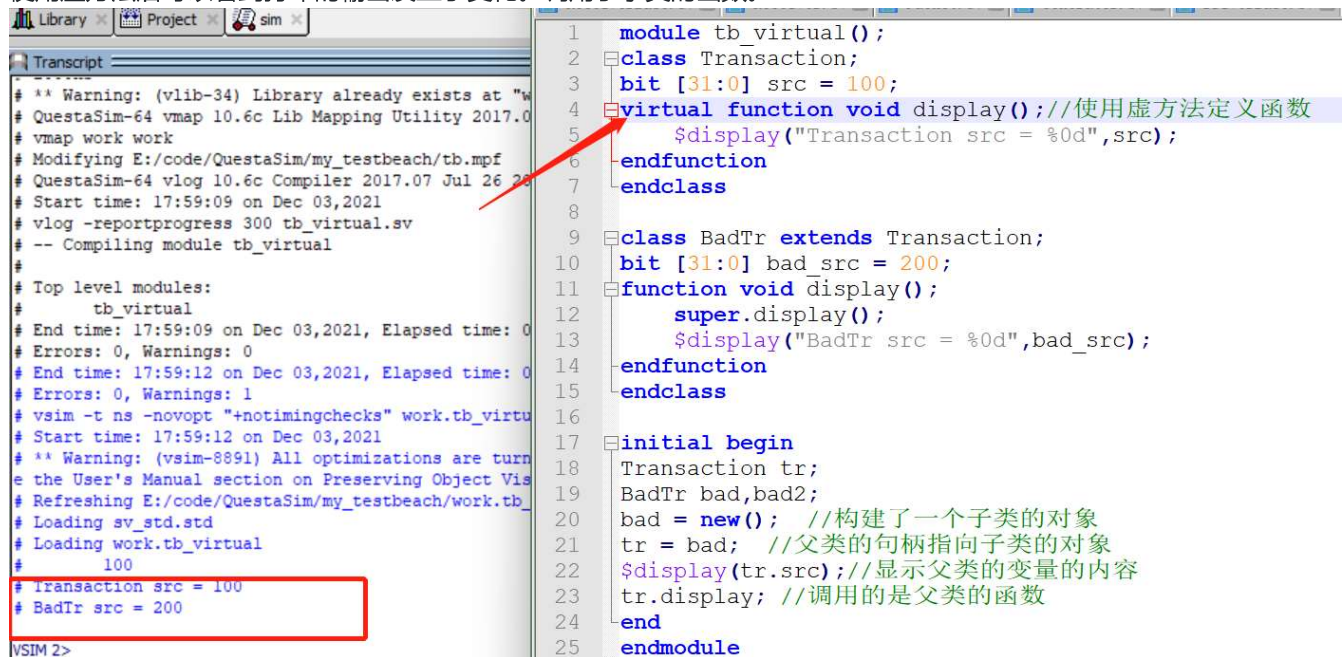 Library
Project
sim
Transcript
# ** Warning: (vlib-34) Library already exists at "w
# QuestaSim-64 vmap 10.6c Lib Mapping Utility 2017.0
# vmap work work
# Modifying E:/code/QuestaSim/my_testbeach/tb.mpf
# QuestaSim-64 vlog 10.6c Compiler 2017.07 Jul 26 20
# Start time: 17:59:09 on Dec 03,2021
# vlog -reportprogress 300 tb_virtual.sv
# -- Compiling module tb_virtual
#
# Top level modules:
# tb_virtual
# End time: 17:59:09 on Dec 03,2021, Elapsed time: 0
# Errors: 0, Warnings: 0
# End time: 17:59:12 on Dec 03,2021, Elapsed time: 0
# Errors: 0, Warnings: 1
# vsim -t ns -novopt "+notimingchecks" work.tb_virtu
# Start time: 17:59:12 on Dec 03,2021
# ** Warning: (vsim-8891) All optimizations are turn
e the User's Manual section on Preserving Object Vis
# Refreshing E:/code/QuestaSim/my_testbeach/work.tb_
# Loading sv_std.std
# Loading work.tb_virtual
# 100
# Transaction src = 100
# BadTr src = 200
VSIM 2>
1 module tb_virtual();
2 class Transaction;
3 bit [31:0] src = 100;
4 virtual function void display();//使用虚方法定义函数
5 $display("Transaction src = %0d",src);
6 endfunction
7 endclass
8
9 class BadTr extends Transaction;
10 bit [31:0] bad_src = 200;
11 function void display();
12 super.display();
13 $display("BadTr src = %0d",bad_src);
14 endfunction
15 endclass
16
17 initial begin
18 Transaction tr;
19 BadTr bad,bad2;
20 bad = new(); //构建了一个子类的对象
21 tr = bad; //父类的句柄指向子类的对象
22 $display(tr.src);//显示父类的变量的内容
23 tr.display; //调用的是父类的函数
24 end
25 endmodule